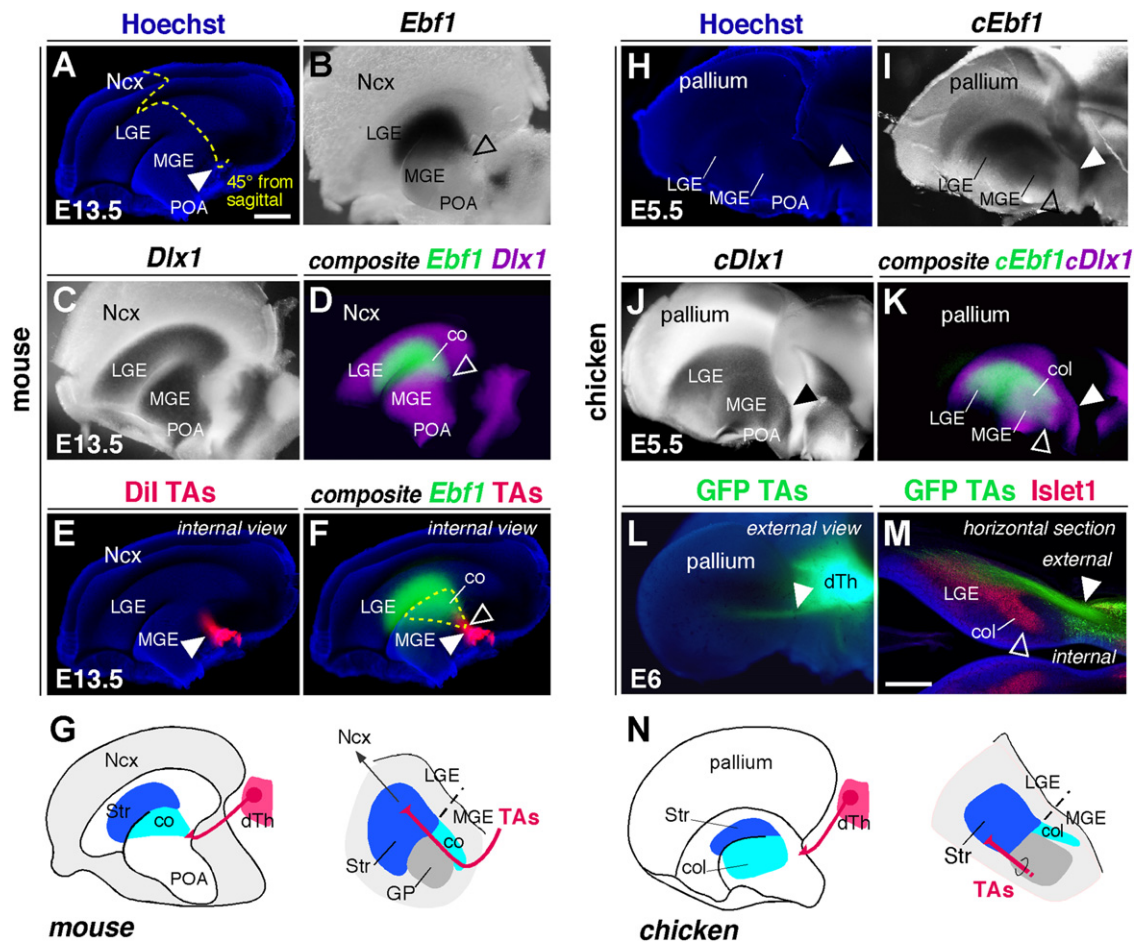 Hoechst
Ebf1
Hoechst
cEbf1
mouse
chicken
A
Ncx
LGE
MGE
POA
45° from
sagittal
E13.5
B
Ncx
LGE
MGE
POA
H
pallium
LGE
MGE
E5.5
I
pallium
LGE
MGE
Dlx1
composite Ebf1 Dlx1
cDlx1
composite cEbf1cDlx1
C
Ncx
LGE
MGE
POA
E13.5
D
Ncx
co
LGE
MGE
POA
J
pallium
LGE
MGE
POA
E5.5
K
pallium
col
LGE
MGE
DiI TAs
composite Ebf1 TAs
GFP TAs
GFP TAs Islet1
E
internal view
Ncx
LGE
MGE
E13.5
F
internal view
co
LGE
MGE
L
external view
pallium
dTh
E6
M
horizontal section
external
LGE
col
internal
G
Ncx
Str
co
dTh
POA
mouse
Ncx
LGE
MGE
TAs
co
Str
GP
N
pallium
Str
dTh
col
chicken
LGE
MGE
col
Str
TAs